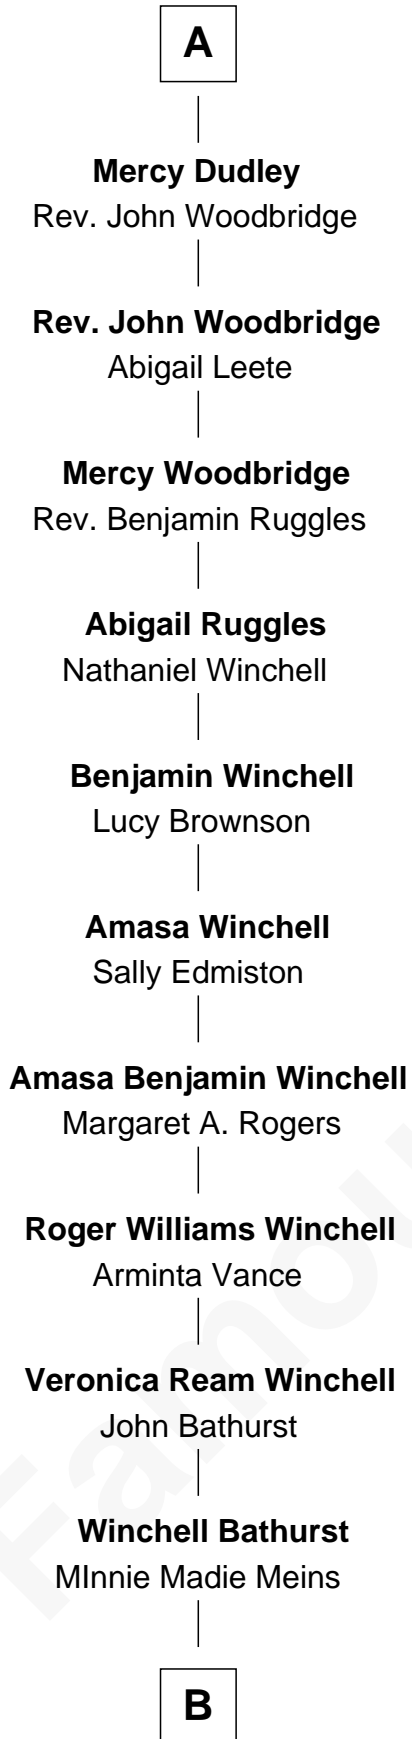 A
Mercy Dudley
Rev. John Woodbridge
Rev. John Woodbridge
Abigail Leete
Mercy Woodbridge
Rev. Benjamin Ruggles
Abigail Ruggles
Nathaniel Winchell
Benjamin Winchell
Lucy Brownson
Amasa Winchell
Sally Edmiston
Amasa Benjamin Winchell
Margaret A. Rogers
Roger Williams Winchell
Arminta Vance
Veronica Ream Winchell
John Bathurst
Winchell Bathurst
MInnie Madie Meins
B
Famou